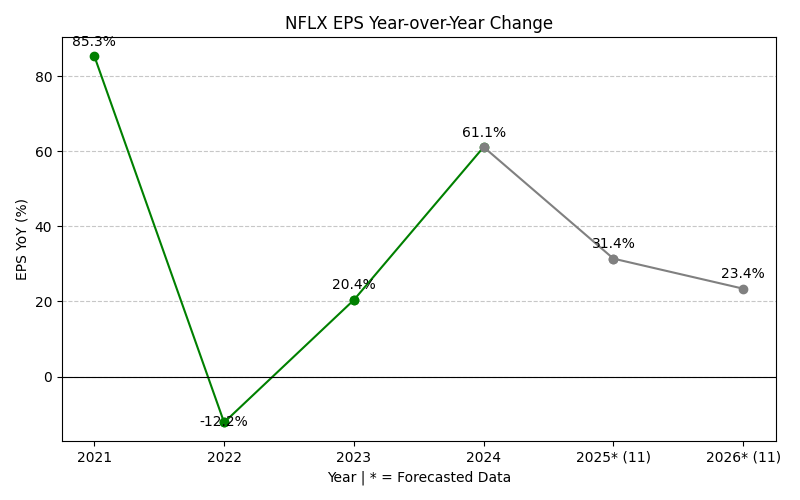 NFLX EPS Year-over-Year Change
85.3%
80
61.1%
60
EPS YoY (%)
40
31.4%
23.4%
20.4%
20
0
-12.2%
2021 2022 2023 2024 2025* (11) 2026* (11)
Year | * = Forecasted Data